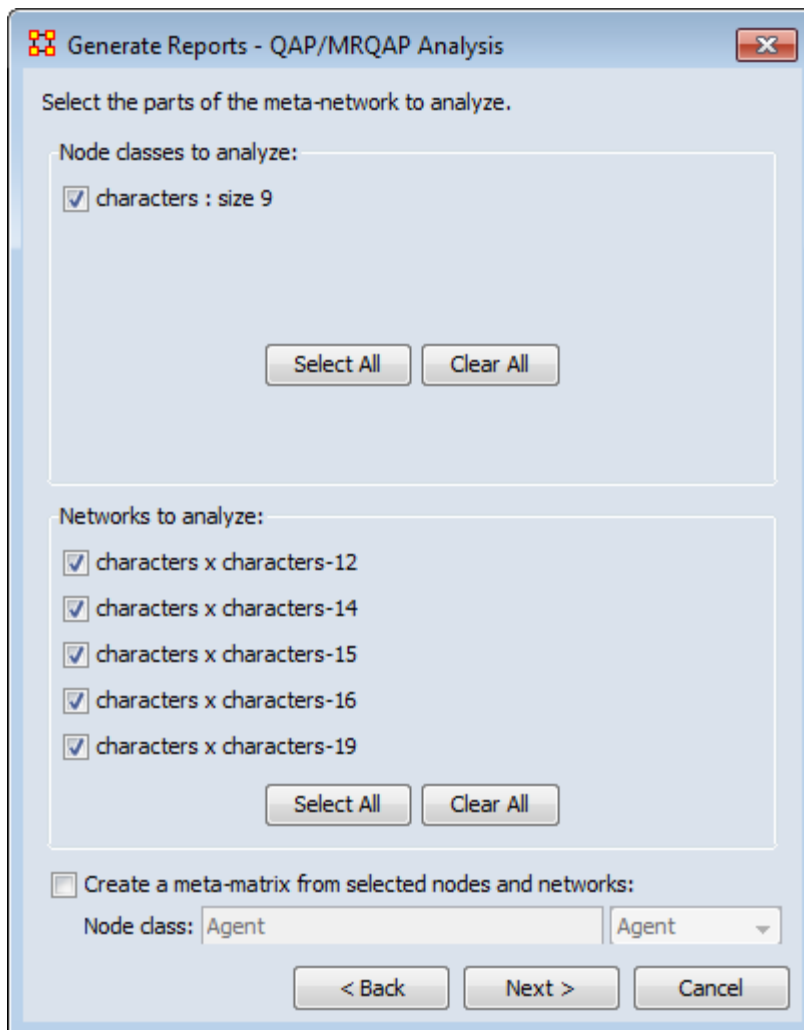 Generate Reports - QAP/MRQAP Analysis
Select the parts of the meta-network to analyze.
Node classes to analyze:
characters : size 9
Select All Clear All
Networks to analyze:
characters x characters-12
characters x characters-14
characters x characters-15
characters x characters-16
characters x characters-19
Select All Clear All
Create a meta-matrix from selected nodes and networks:
Node class: Agent Agent
< Back Next > Cancel